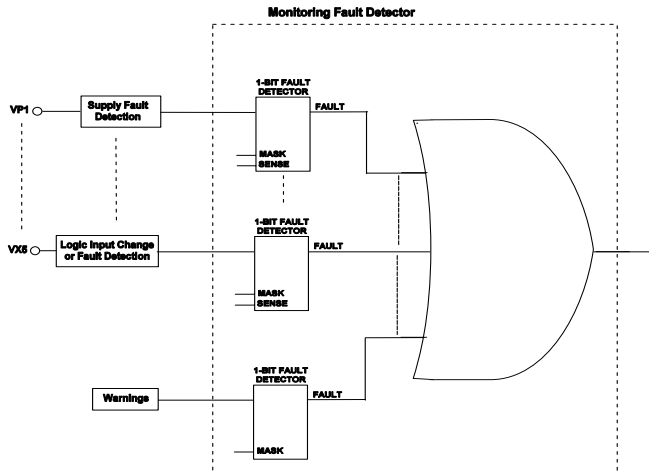 Monitoring Fault Detector
1-BIT FAULT
DETECTOR
VP1
Supply Fault
Detection
FAULT
MASK
SENSE
1-BIT FAULT
DETECTOR
VX5
Logic Input Change
or Fault Detection
FAULT
MASK
SENSE
1-BIT FAULT
DETECTOR
Warnings
FAULT
MASK